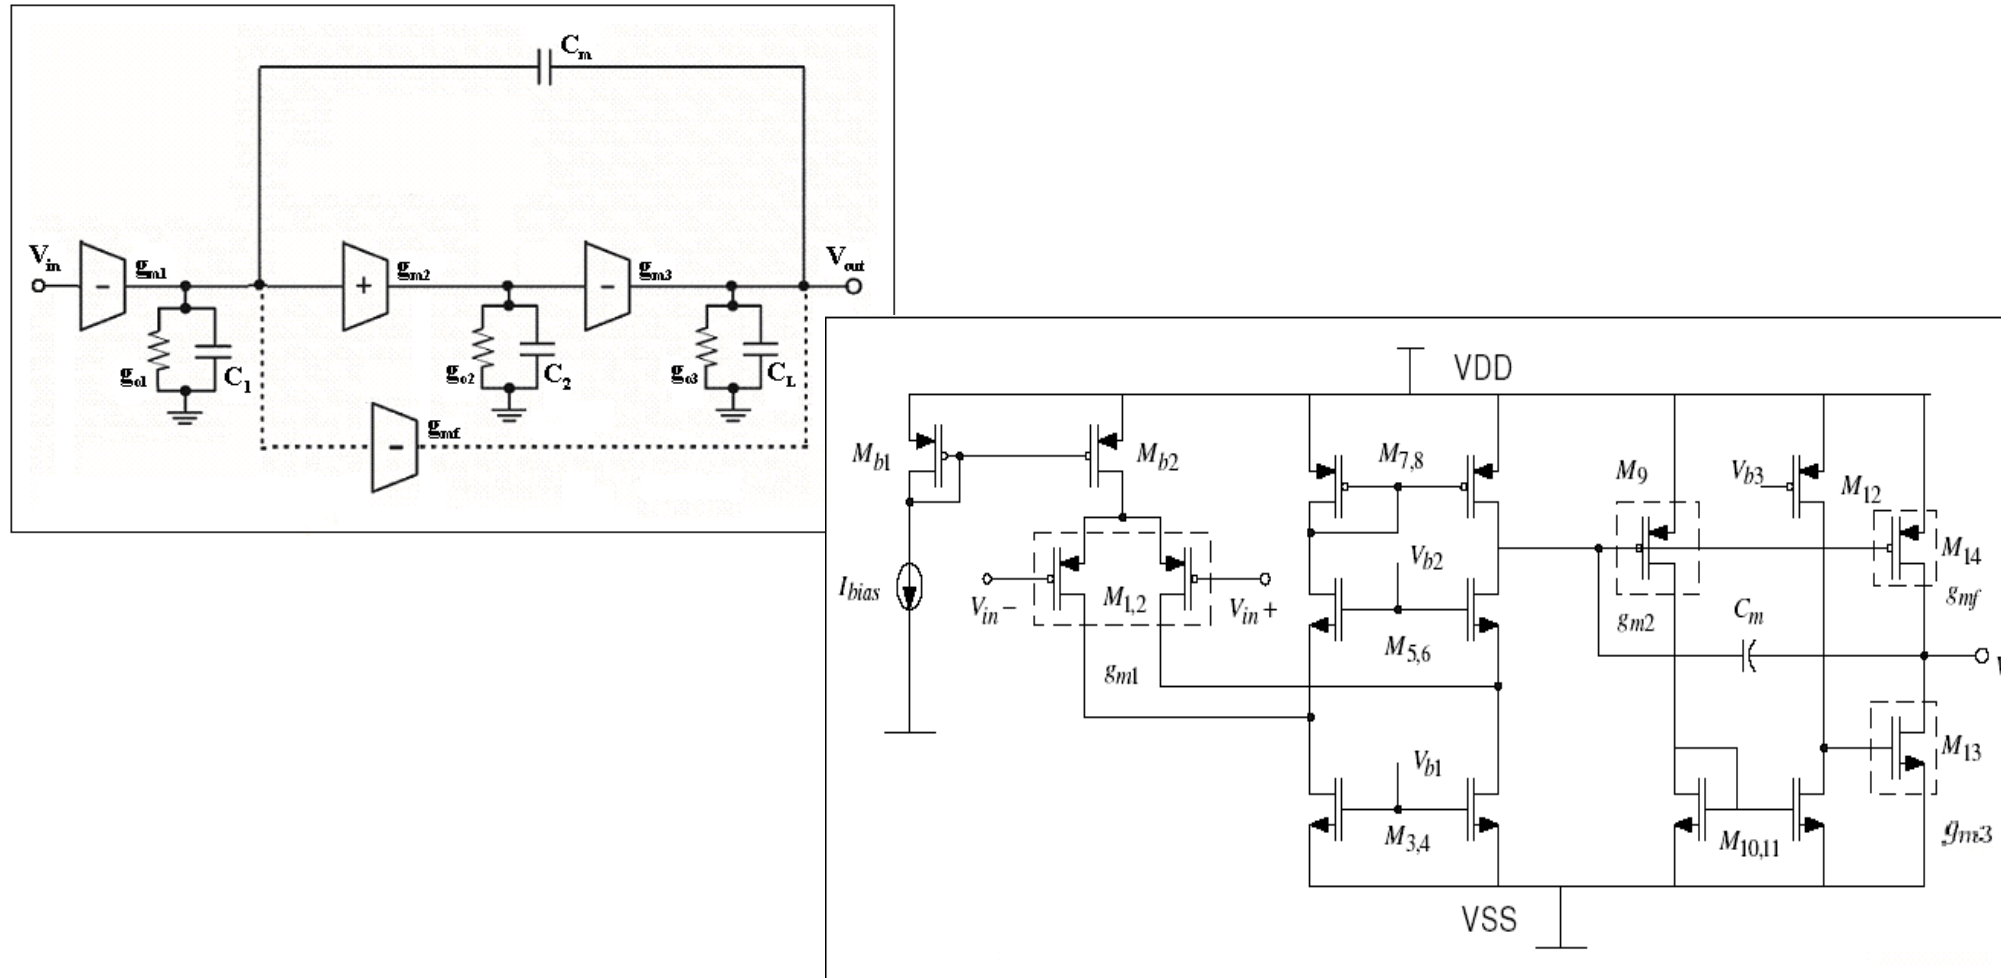 Cm
Vin
gm1
gm2
gm3
Vout
go1
C1
go2
C2
go3
CL
gmf
VDD
Mb1
Mb2
M7,8
M9
Vb3
M12
Ibias
Vin−
M1,2
Vin+
Vb2
M14
gmf
gm2
Cm
M5,6
gm1
Vb1
M13
M3,4
M10,11
gm3
VSS